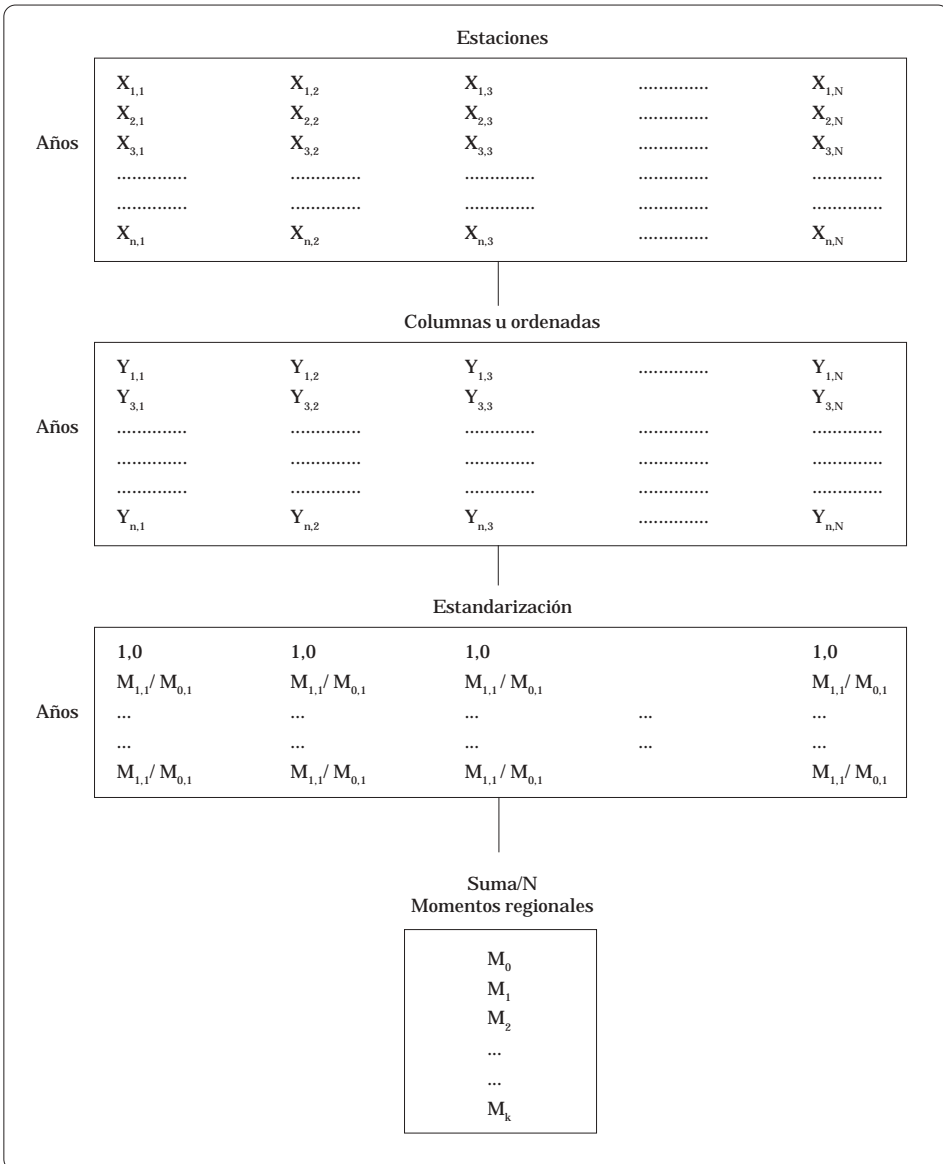 Estaciones
X1,1 X1,2 X1,3 .............. X1,N
X2,1 X2,2 X2,3 .............. X2,N
Años X3,1 X3,2 X3,3 .............. X3,N
.............. .............. .............. .............. ..............
.............. .............. .............. .............. ..............
Xn,1 Xn,2 Xn,3 .............. Xn,N
Columnas u ordenadas
Y1,1 Y1,2 Y1,3 .............. Y1,N
Y3,1 Y3,2 Y3,3 Y3,N
Años .............. .............. .............. .............. ..............
.............. .............. .............. .............. ..............
.............. .............. .............. .............. ..............
Yn,1 Yn,2 Yn,3 .............. Yn,N
Estandarización
1,0 1,0 1,0 1,0
M1,1/ M0,1 M1,1/ M0,1 M1,1/ M0,1 M1,1/ M0,1
Años ... ... ... ... ...
... ... ... ... ...
M1,1/ M0,1 M1,1/ M0,1 M1,1/ M0,1 M1,1/ M0,1
Suma/N
Momentos regionales
M0
M1
M2
...
...
Mk